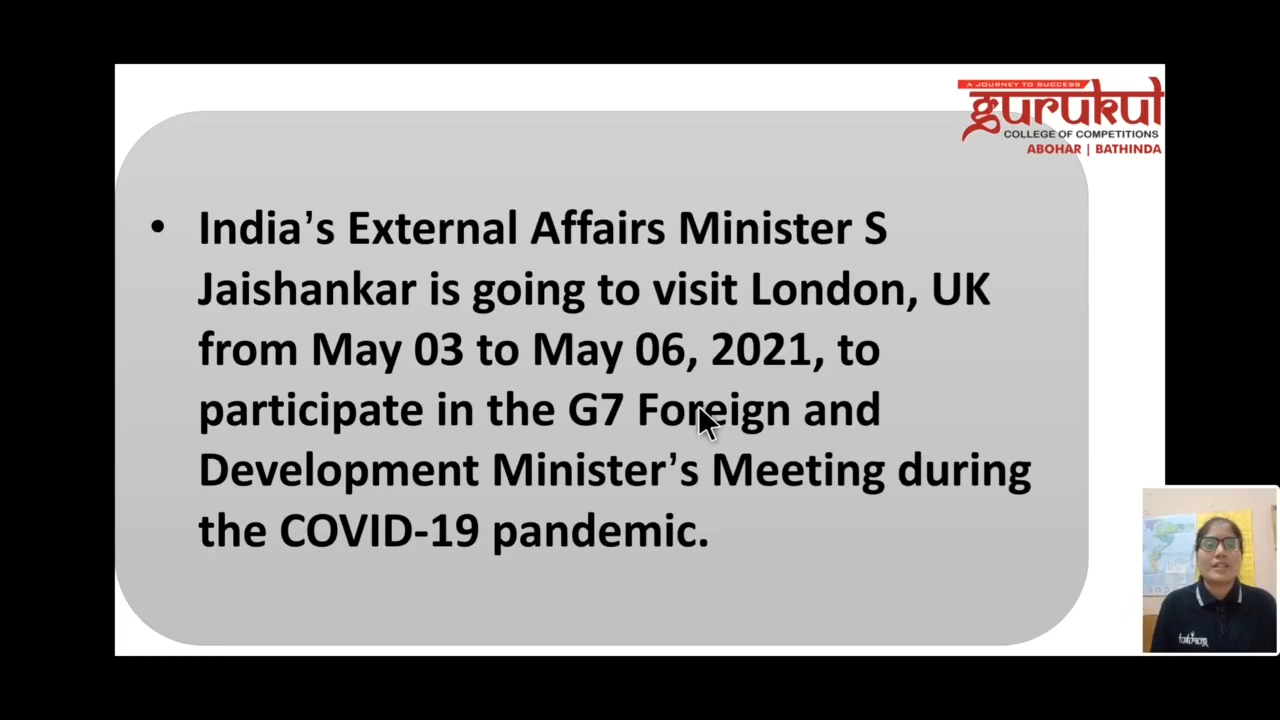 A JOURNEY TO SUCCESS
gurukul
COLLEGE OF COMPETITIONS
ABOHAR | BATHINDA
• India’s External Affairs Minister S
Jaishankar is going to visit London, UK
from May 03 to May 06, 2021, to
participate in the G7 Foreign and
Development Minister’s Meeting during
the COVID-19 pandemic.